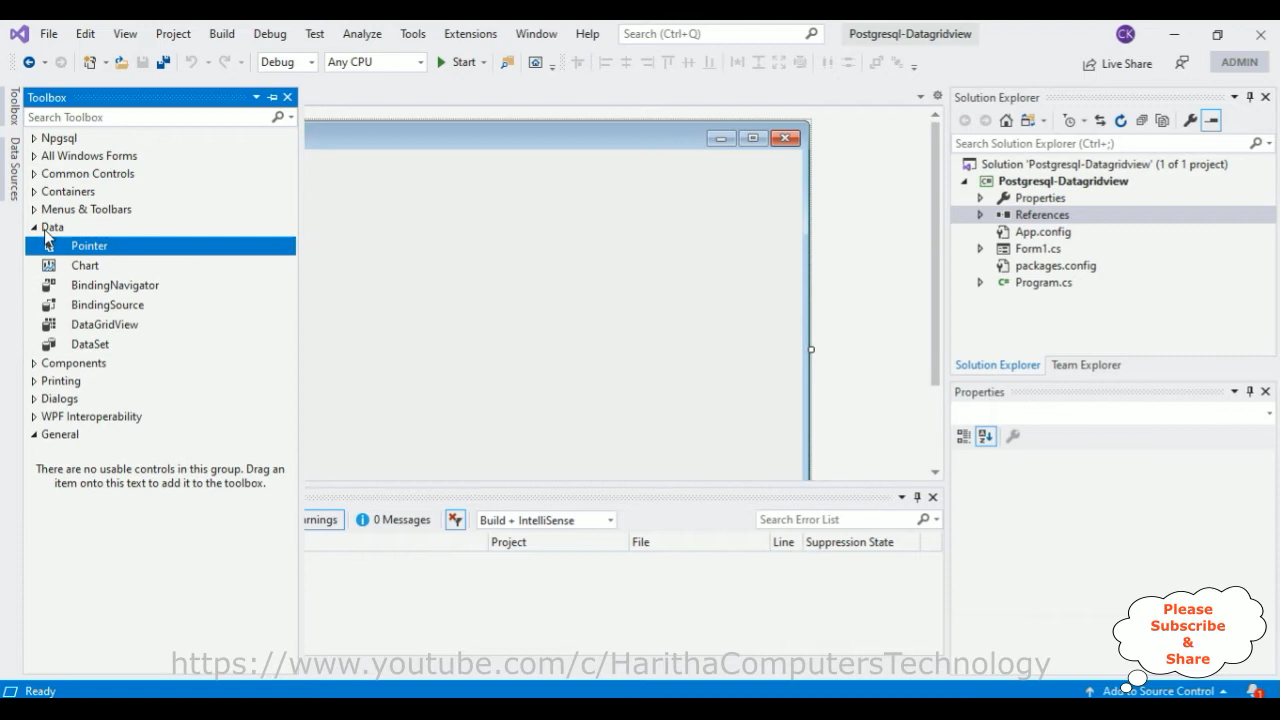 File Edit View Project Build Debug Test Analyze Tools Extensions Window Help Search (Ctrl+Q) Postgresql-Datagridview CK
Debug Any CPU Start Live Share ADMIN
Toolbox
Data Sources
Toolbox
Search Toolbox
Npgsql
All Windows Forms
Common Controls
Containers
Menus & Toolbars
Data
Pointer
Chart
BindingNavigator
BindingSource
DataGridView
DataSet
Components
Printing
Dialogs
WPF Interoperability
General
There are no usable controls in this group. Drag an
item onto this text to add it to the toolbox.
rnings 0 Messages Build + IntelliSense Search Error List
Project File Line Suppression State
Solution Explorer
Search Solution Explorer (Ctrl+;)
Solution 'Postgresql-Datagridview' (1 of 1 project)
Postgresql-Datagridview
Properties
References
App.config
Form1.cs
packages.config
Program.cs
Solution Explorer Team Explorer
Properties
Please
Subscribe
&
Share
https://www.youtube.com/c/HarithaComputersTechnology
Ready Add to Source Control 1